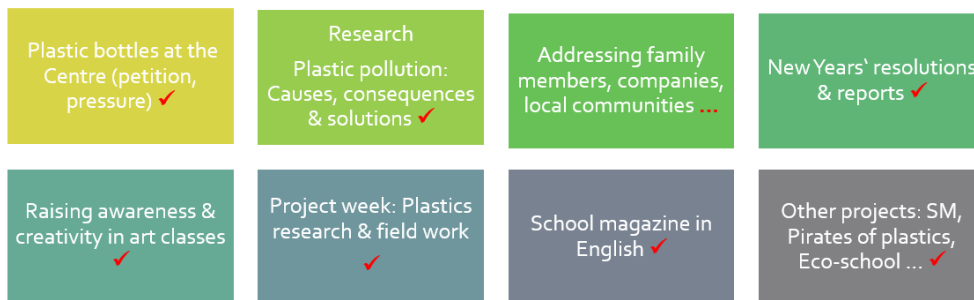 Plastic bottles at the
Centre (petition,
pressure) ✓
Research
Plastic pollution:
Causes, consequences
& solutions ✓
Addressing family
members, companies,
local communities ...
New Years‘ resolutions
& reports ✓
Raising awareness &
creativity in art classes
✓
Project week: Plastics
research & field work
✓
School magazine in
English ✓
Other projects: SM,
Pirates of plastics,
Eco-school ... ✓